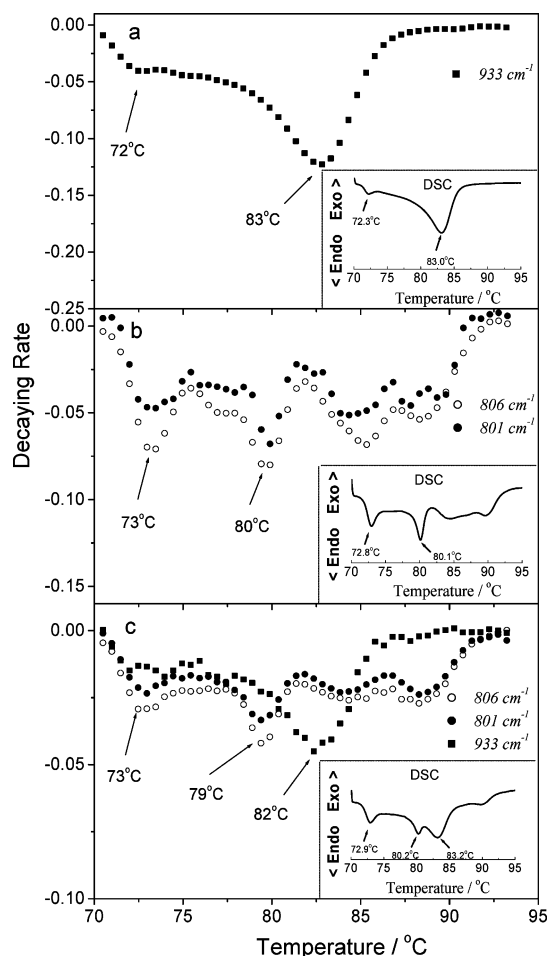 0.00
-0.05
-0.10
-0.15
-0.20
-0.25
a
933 cm⁻¹
72°C
83°C
DSC
< Endo Exo >
72.3°C
83.0°C
70 75 80 85 90 95
Temperature / °C
Decaying Rate
0.00
-0.05
-0.10
-0.15
b
806 cm⁻¹
801 cm⁻¹
73°C
80°C
DSC
< Endo Exo >
72.8°C
80.1°C
70 75 80 85 90 95
Temperature / °C
0.00
-0.05
-0.10
c
806 cm⁻¹
801 cm⁻¹
933 cm⁻¹
73°C
79°C
82°C
DSC
< Endo Exo >
72.9°C
80.2°C
83.2°C
70 75 80 85 90 95
Temperature / °C
70 75 80 85 90 95
Temperature / °C